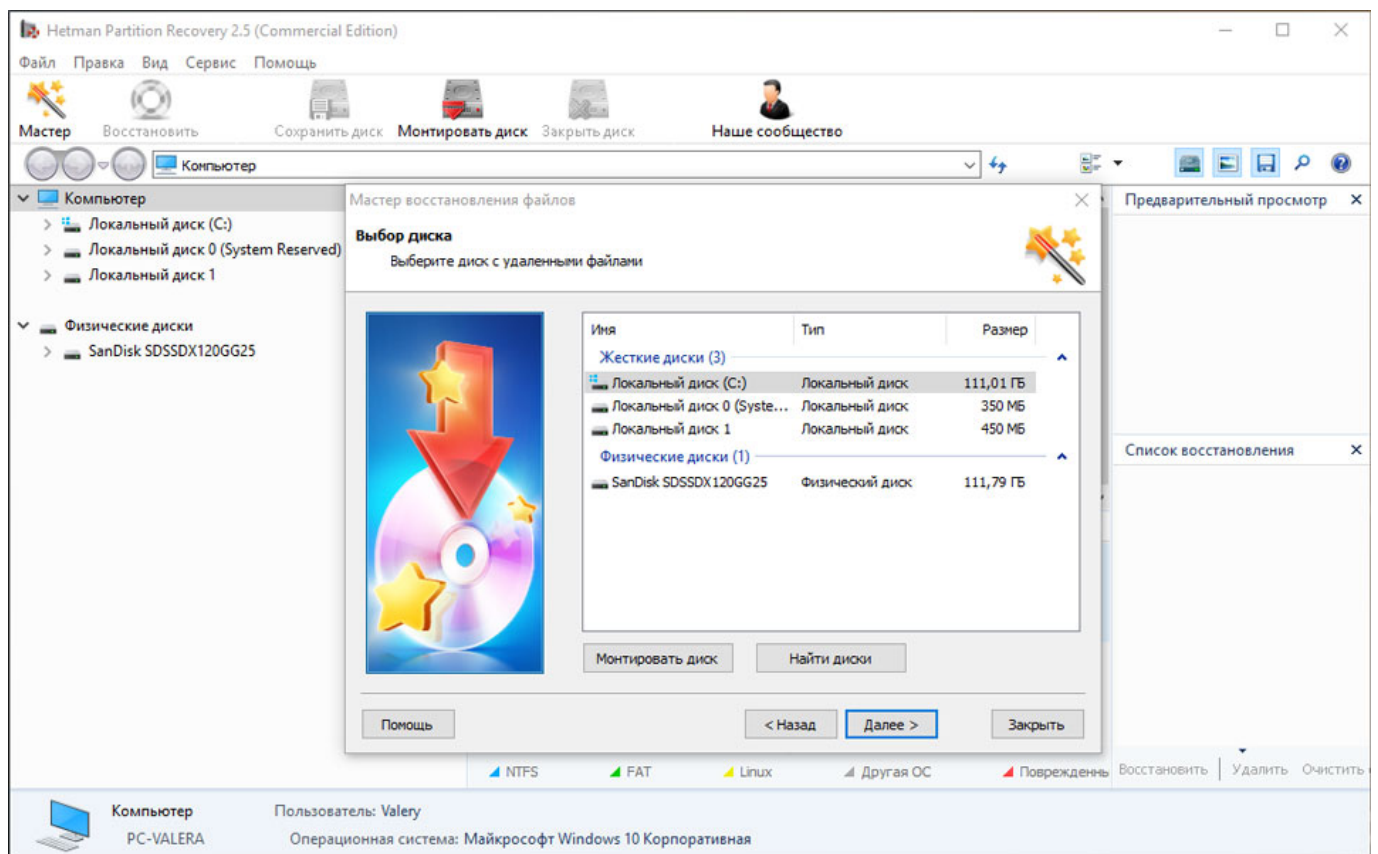 Hetman Partition Recovery 2.5 (Commercial Edition)
Файл Правка Вид Сервис Помощь
Мастер Восстановить Сохранить диск Монтировать диск Закрыть диск Наше сообщество
Компьютер
Компьютер
Локальный диск (C:)
Локальный диск 0 (System Reserved)
Локальный диск 1
Физические диски
SanDisk SDSSDX120GG25
Мастер восстановления файлов
Выбор диска
Выберите диск с удаленными файлами
Имя Тип Размер
Жесткие диски (3)
Локальный диск (C:) Локальный диск 111,01 ГБ
Локальный диск 0 (Syste... Локальный диск 350 МБ
Локальный диск 1 Локальный диск 450 МБ
Физические диски (1)
SanDisk SDSSDX120GG25 Физический диск 111,79 ГБ
Монтировать диск Найти диски
Помощь < Назад Далее > Закрыть
Предварительный просмотр
Список восстановления
NTFS FAT Linux Другая ОС Поврежденнь
Восстановить Удалить Очистить
Компьютер Пользователь: Valery
PC-VALERA Операционная система: Майкрософт Windows 10 Корпоративная